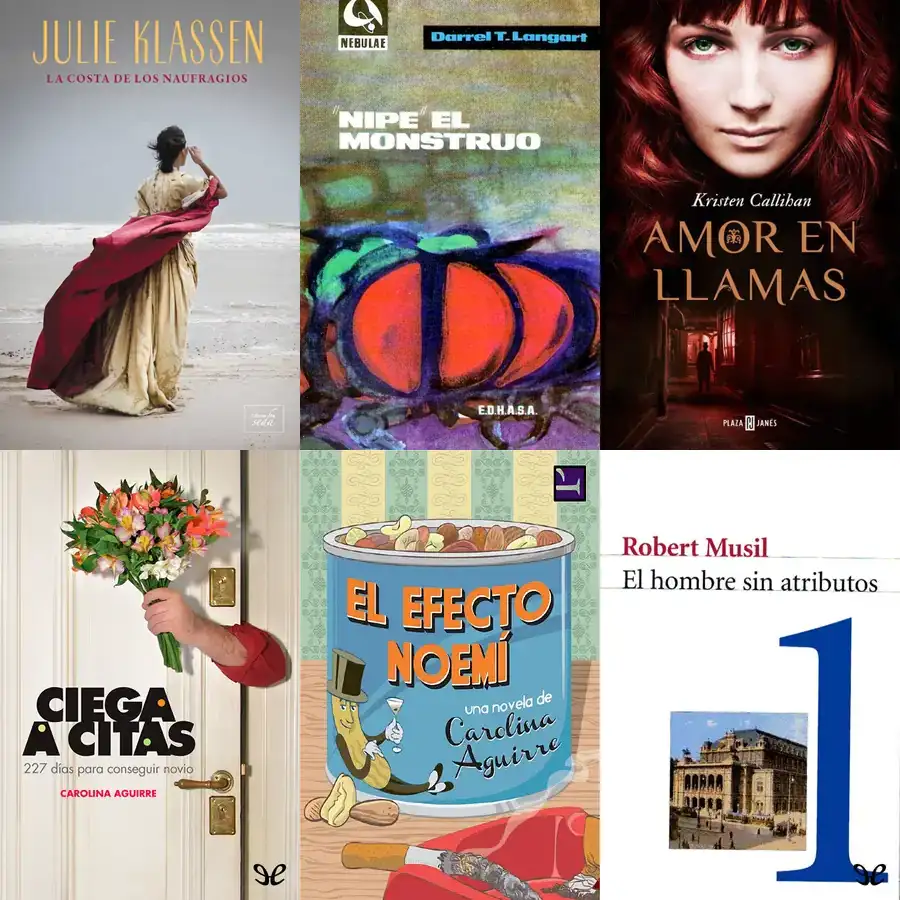 JULIE KLASSEN
LA COSTA DE LOS NAUFRAGIOS
seda
NEBULAE
Darrel T. Langart
"NIPE" EL
MONSTRUO
E.D.H.A.S.A.
Kristen Callihan
AMOR EN
LLAMAS
PLAZA JANÉS
CIEGA
A CITAS
227 días para conseguir novio
CAROLINA AGUIRRE
EL EFECTO
NOEMÍ
una novela de
Carolina
Aguirre
Robert Musil
El hombre sin atributos
1